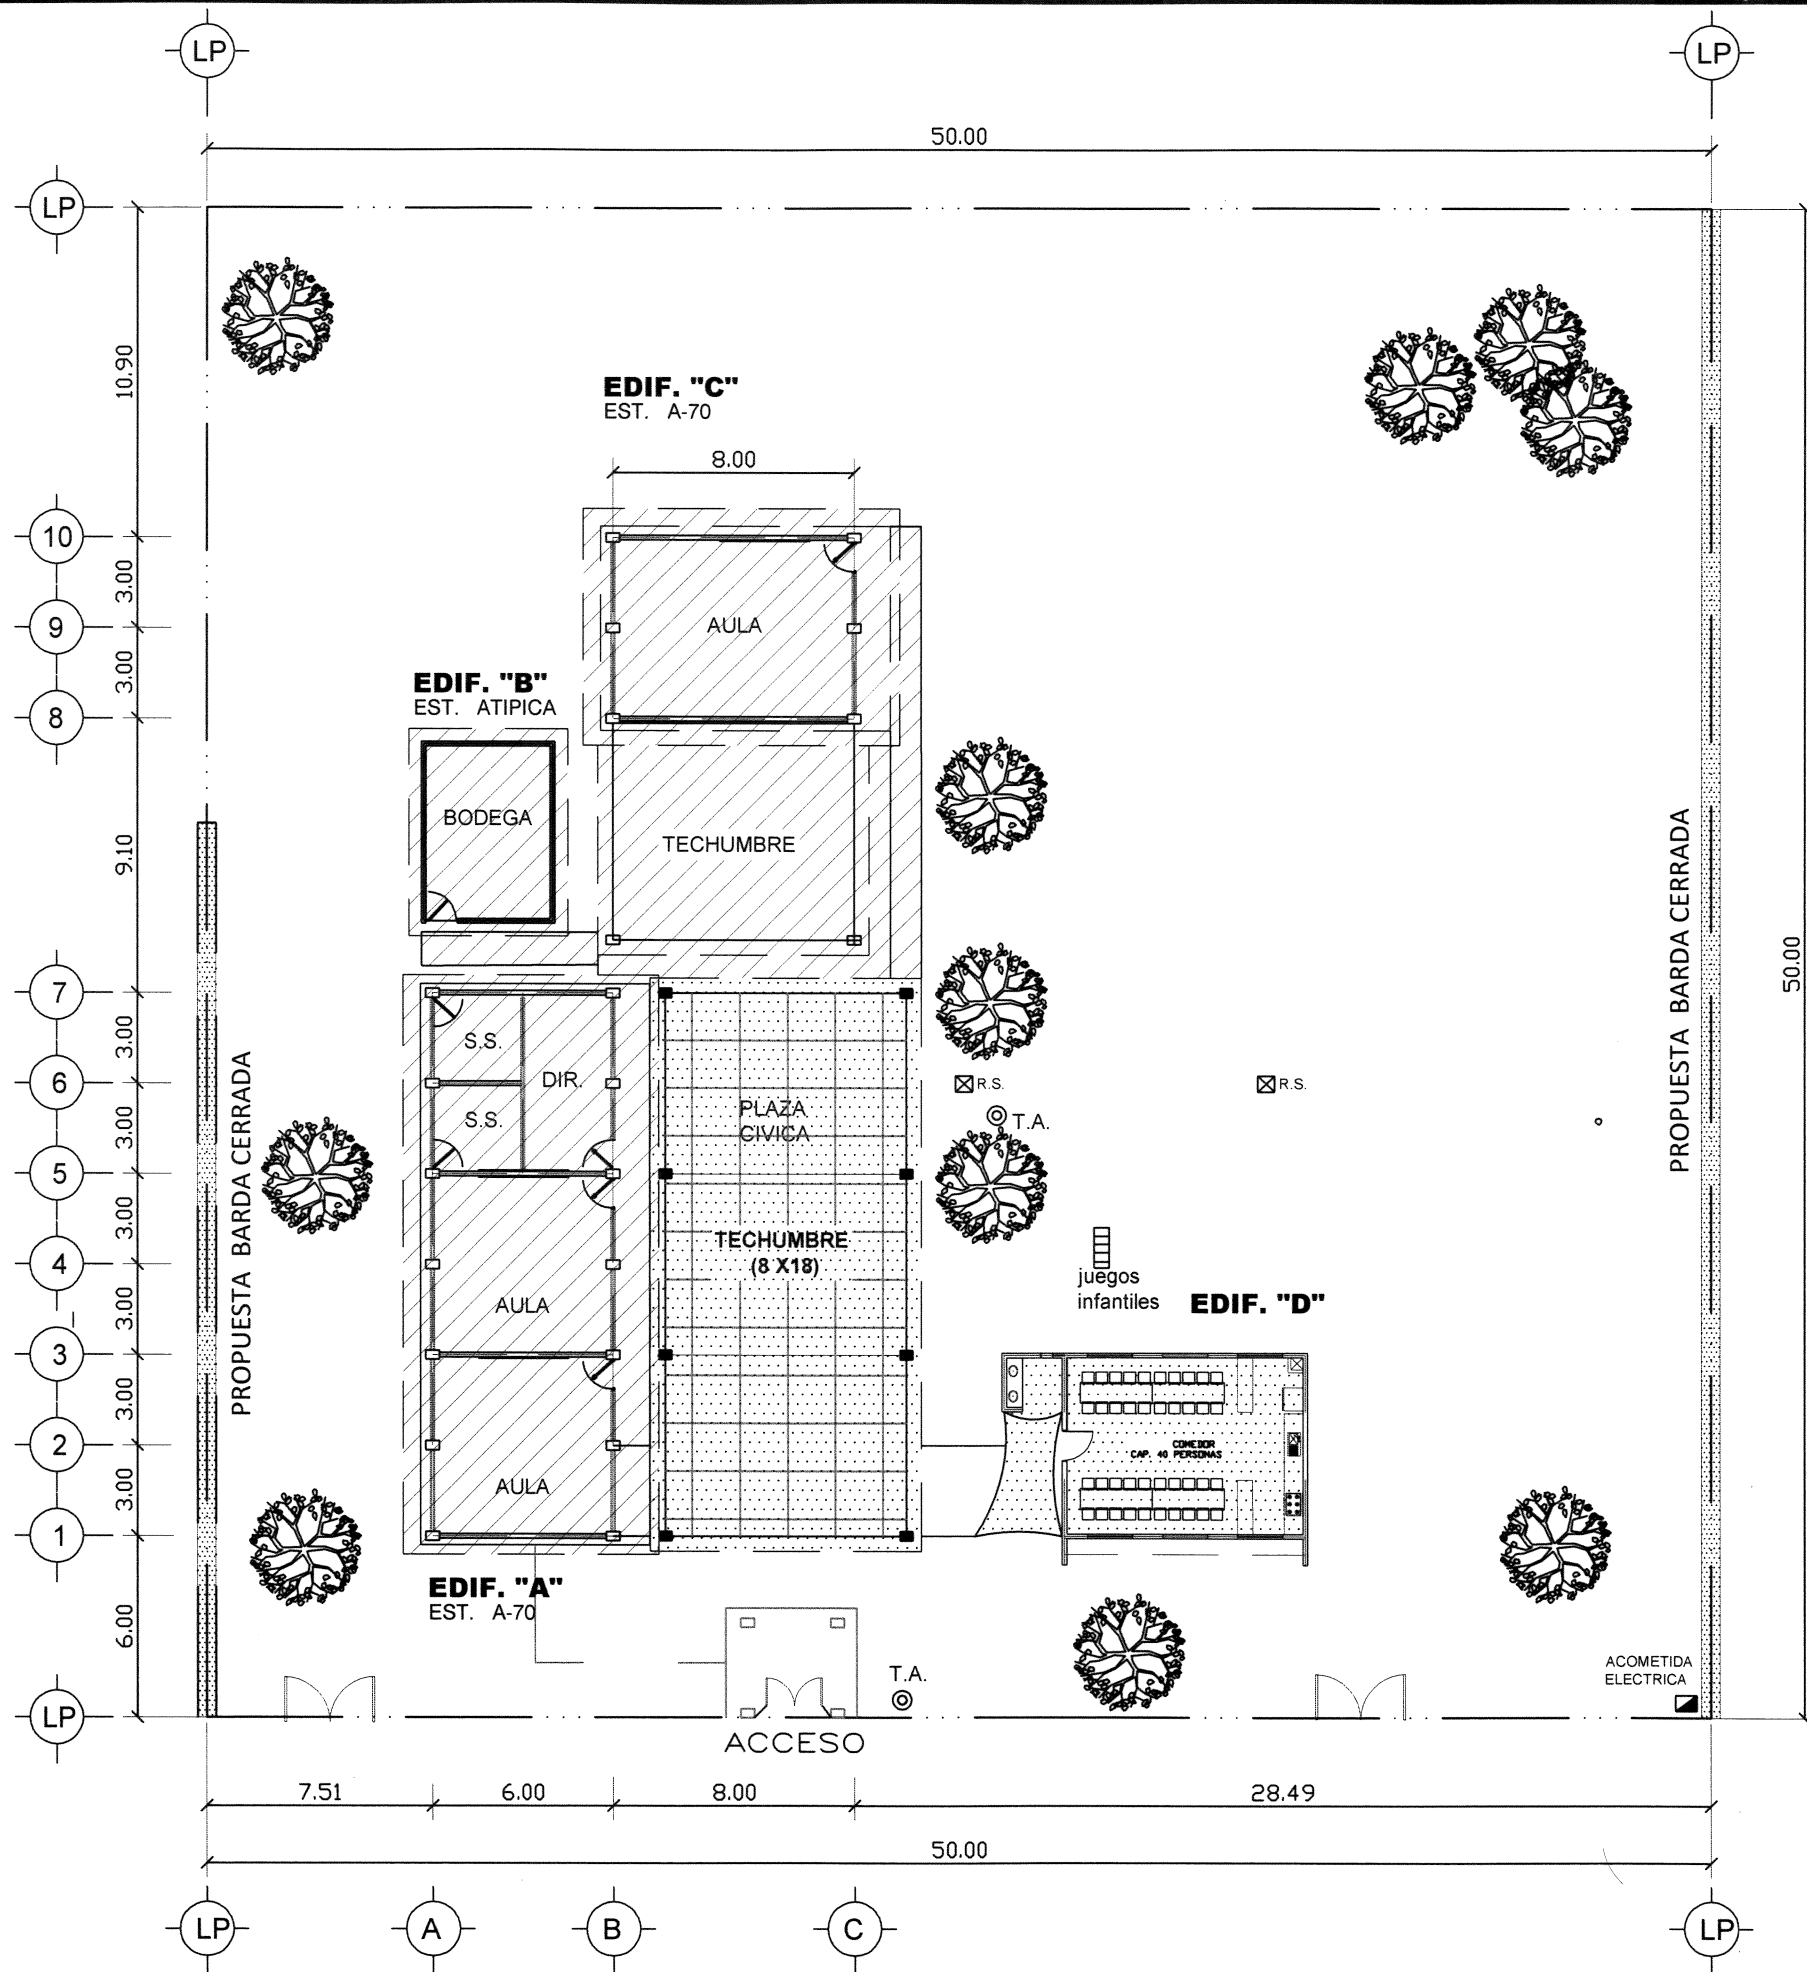 LP
LP
50.00
LP
10.90
EDIF. "C"
EST. A-70
8.00
10
3.00
9
AULA
3.00
EDIF. "B"
EST. ATIPICA
8
BODEGA
TECHUMBRE
9.10
PROPUESTA BARDA CERRADA
50.00
7
3.00
S.S.
6
DIR.
R.S.
R.S.
PLAZA
CIVICA
S.S.
T.A.
3.00
5
PROPUESTA BARDA CERRADA
3.00
4
TECHUMBRE
(8 X18)
juegos
infantiles
EDIF. "D"
AULA
3.00
3
3.00
2
COMEDOR
CAP. 40 PERSONAS
AULA
3.00
1
EDIF. "A"
EST. A-70
6.00
T.A.
ACOMETIDA
ELECTRICA
LP
ACCESO
7.51
6.00
8.00
28.49
50.00
LP
A
B
C
LP